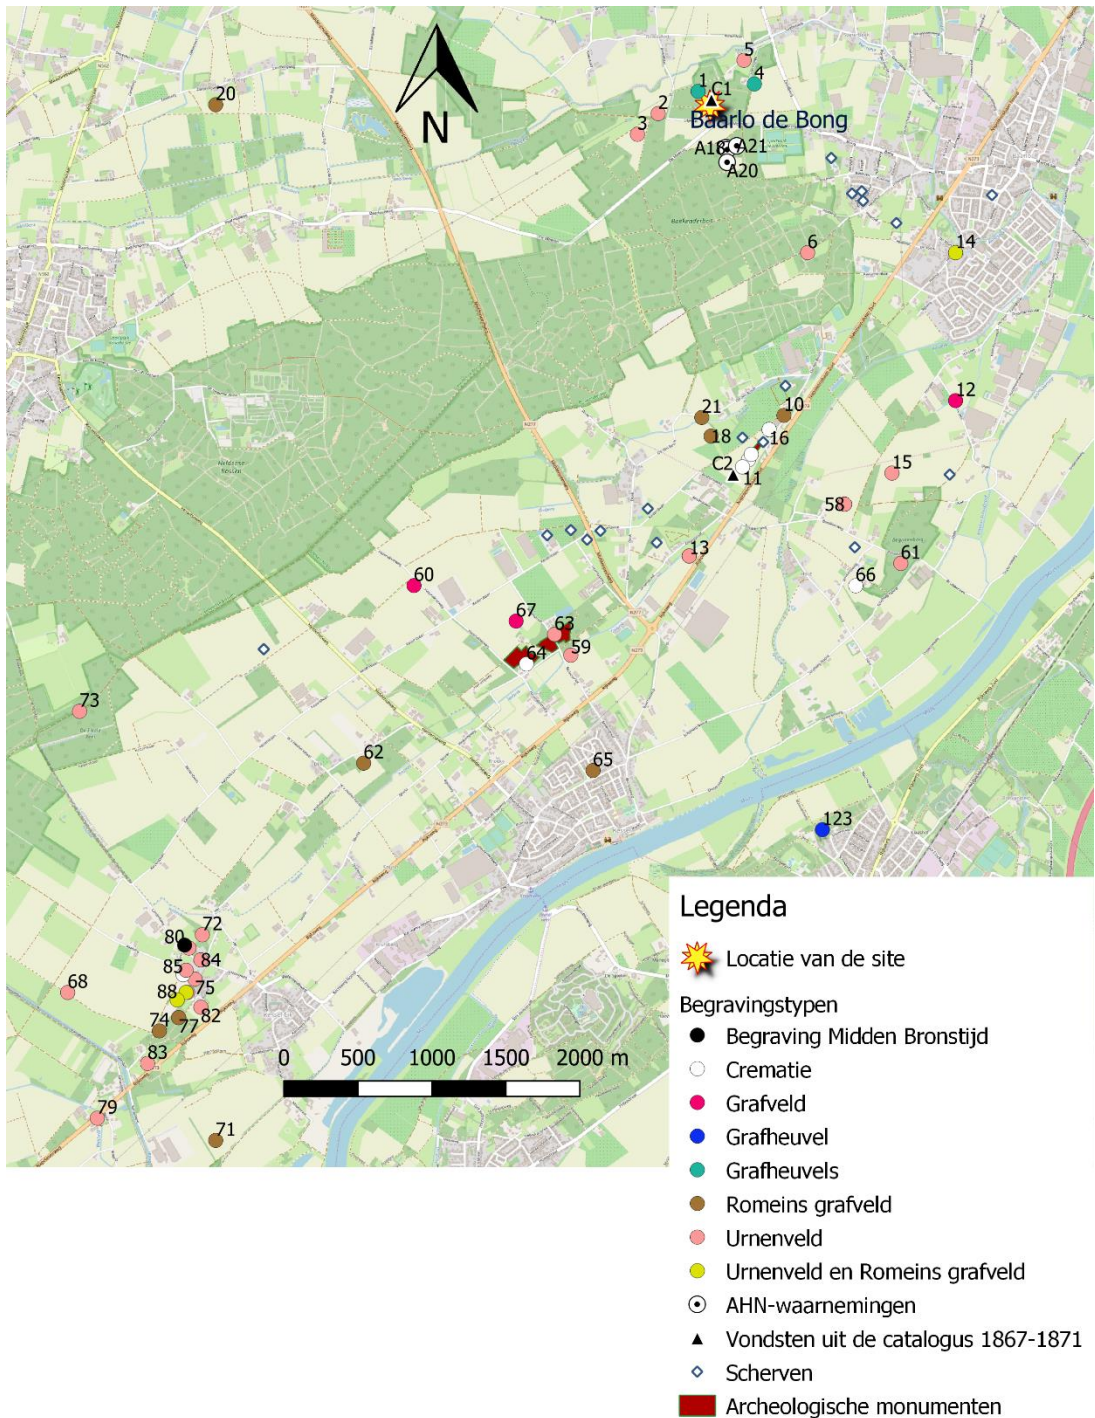 5
1
4
C1
20
2
Baarlo de Bong
3
N
A18
A21
A20
6
14
12
21
10
18
16
C2
11
15
58
13
61
66
60
67
63
64
59
73
62
65
123
72
80
84
85
68
75
88
82
74
77
83
79
71
0 500 1000 1500 2000 m
Legenda
Locatie van de site
Begravingstypen
Begraving Midden Bronstijd
Crematie
Grafveld
Grafheuvel
Grafheuvels
Romeins grafveld
Urnenveld
Urnenveld en Romeins grafveld
AHN-waarnemingen
Vondsten uit de catalogus 1867-1871
Scherven
Archeologische monumenten